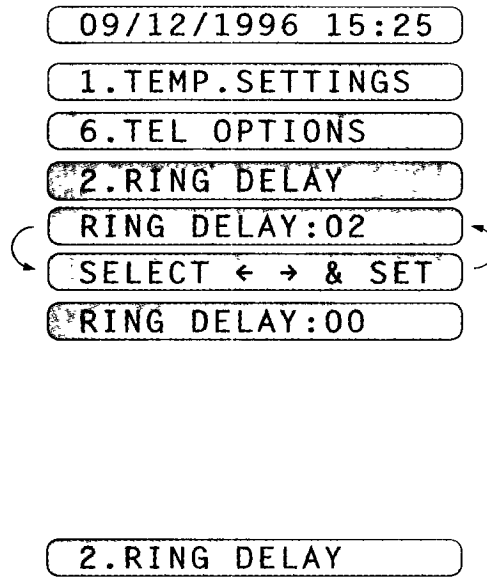 09/12/1996 15:25
1.TEMP.SETTINGS
6.TEL OPTIONS
2.RING DELAY
RING DELAY:02
SELECT ← → & SET
RING DELAY:00
2.RING DELAY